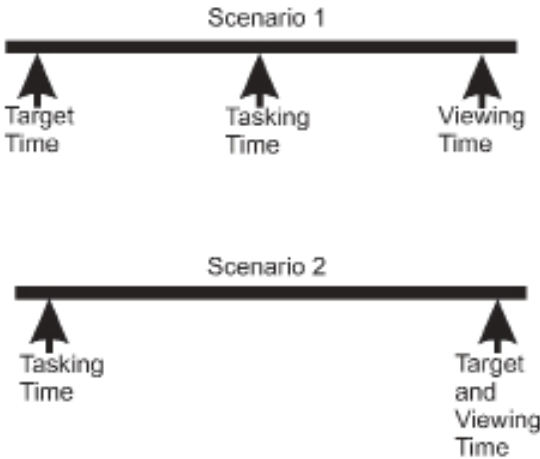 Scenario 1
Target Time
Tasking Time
Viewing Time
Scenario 2
Tasking Time
Target and Viewing Time